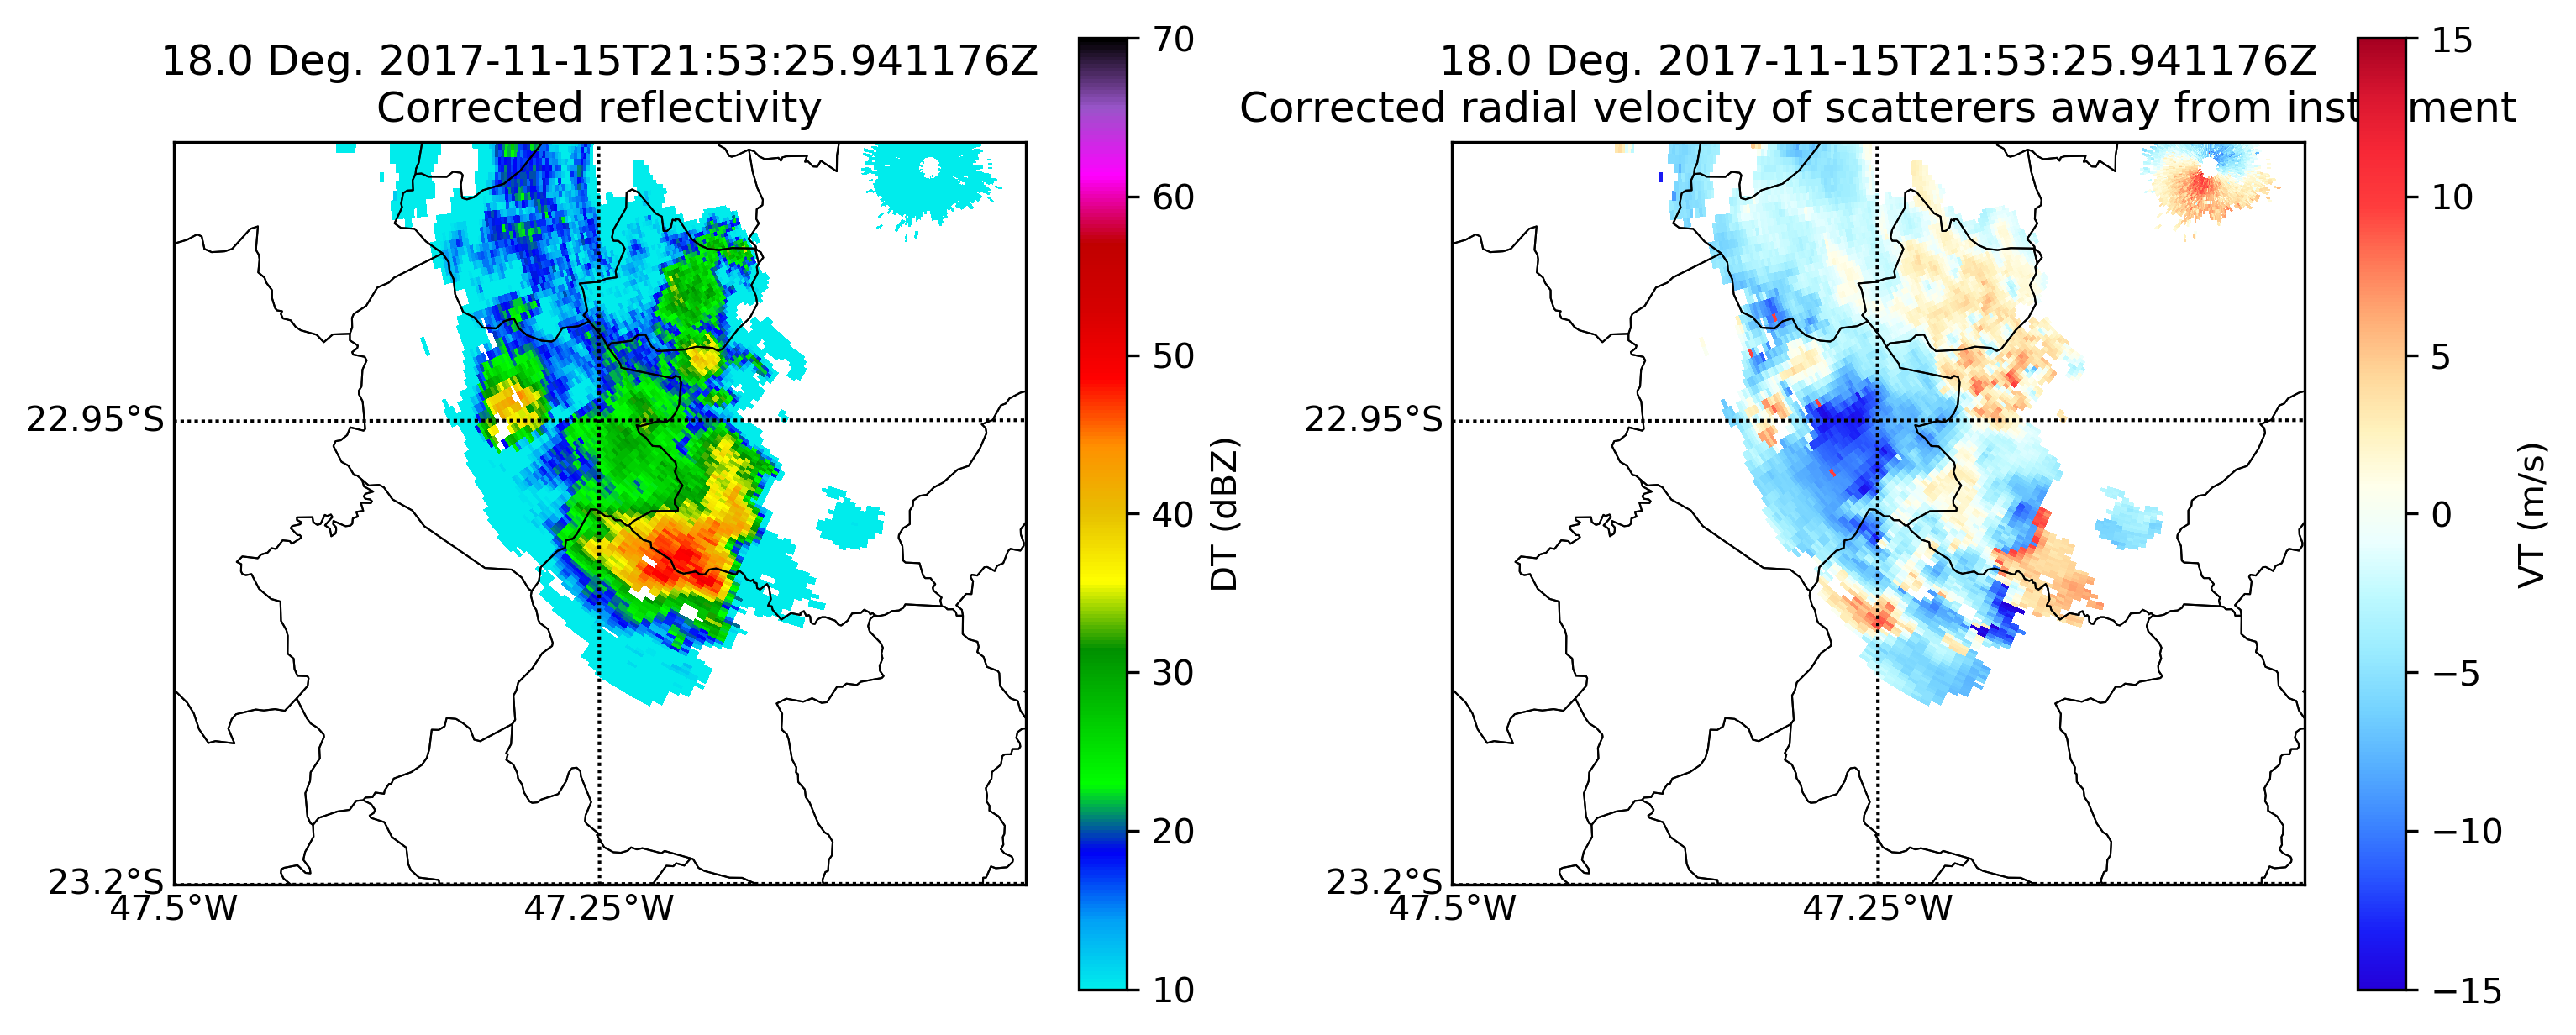 18.0 Deg. 2017-11-15T21:53:25.941176Z
Corrected reflectivity
22.95°S
23.2°S
47.5°W
47.25°W
70
60
50
40
30
20
10
DT (dBZ)
18.0 Deg. 2017-11-15T21:53:25.941176Z
Corrected radial velocity of scatterers away from inst ment
22.95°S
23.2°S
47.5°W
47.25°W
15
10
5
0
−5
−10
−15
VT (m/s)